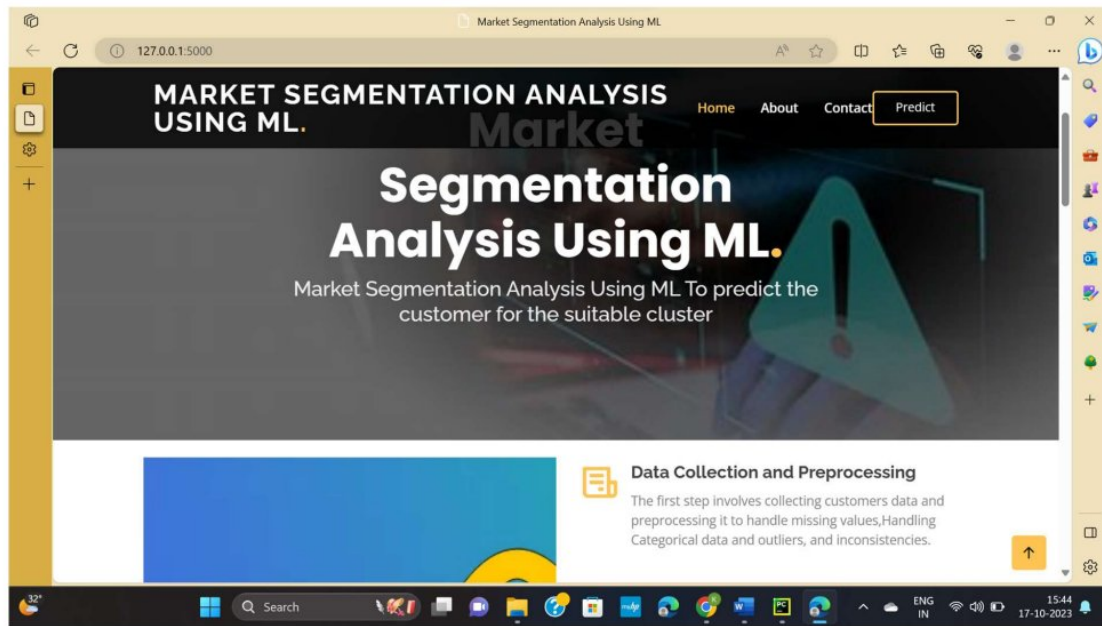 Market Segmentation Analysis Using ML
127.0.0.1:5000
MARKET SEGMENTATION ANALYSIS
USING ML.
Home About Contact Predict
Market
Segmentation
Analysis Using ML.
Market Segmentation Analysis Using ML To predict the
customer for the suitable cluster
Data Collection and Preprocessing
The first step involves collecting customers data and
preprocessing it to handle missing values,Handling
Categorical data and outliers, and inconsistencies.
32°
Search
ENG
IN
15:44
17-10-2023